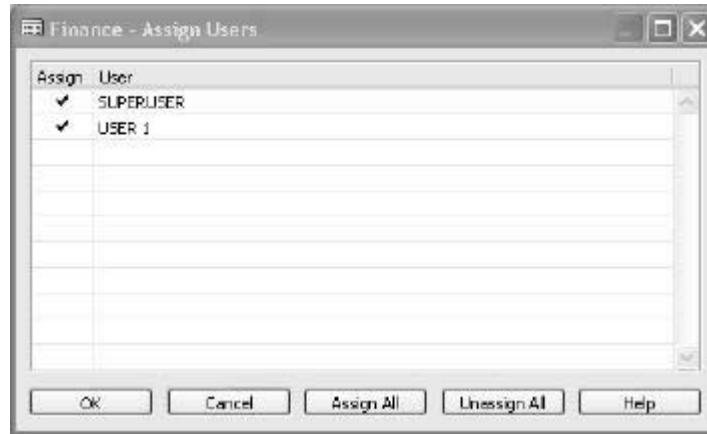 Finance - Assign Users
Assign User
✔ SUPERUSER
✔ USER 1
OK Cancel Assign All Unassign All Help